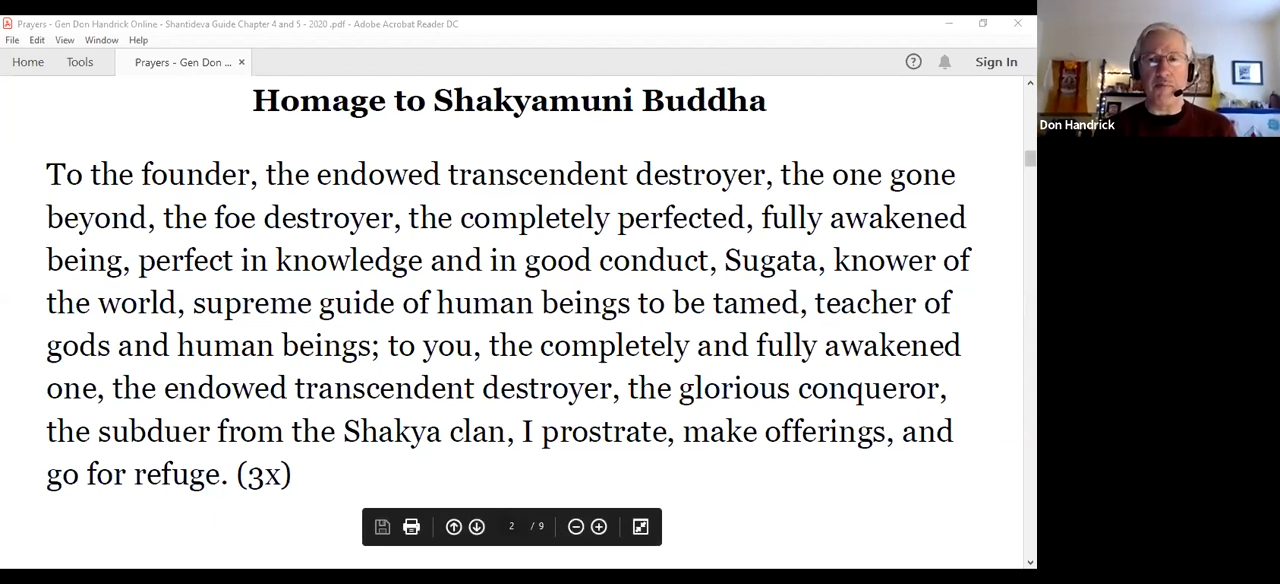 Prayers - Gen Don Handrick Online - Shantideva Guide Chapter 4 and 5 - 2020 .pdf - Adobe Acrobat Reader DC
File Edit View Window Help
Home Tools Prayers - Gen Don ... × Sign In
Homage to Shakyamuni Buddha
To the founder, the endowed transcendent destroyer, the one gone
beyond, the foe destroyer, the completely perfected, fully awakened
being, perfect in knowledge and in good conduct, Sugata, knower of
the world, supreme guide of human beings to be tamed, teacher of
gods and human beings; to you, the completely and fully awakened
one, the endowed transcendent destroyer, the glorious conqueror,
the subduer from the Shakya clan, I prostrate, make offerings, and
go for refuge. (3x)
2 / 9
Don Handrick